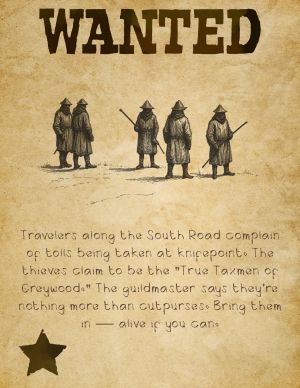 WANTED
Travelers along the South Road complain
of tolls being taken at knifepoint. The
thieves claim to be the "True Taxmen of
Greywood." The guildmaster says they're
nothing more than cutpurses. Bring them
in — alive if you can.